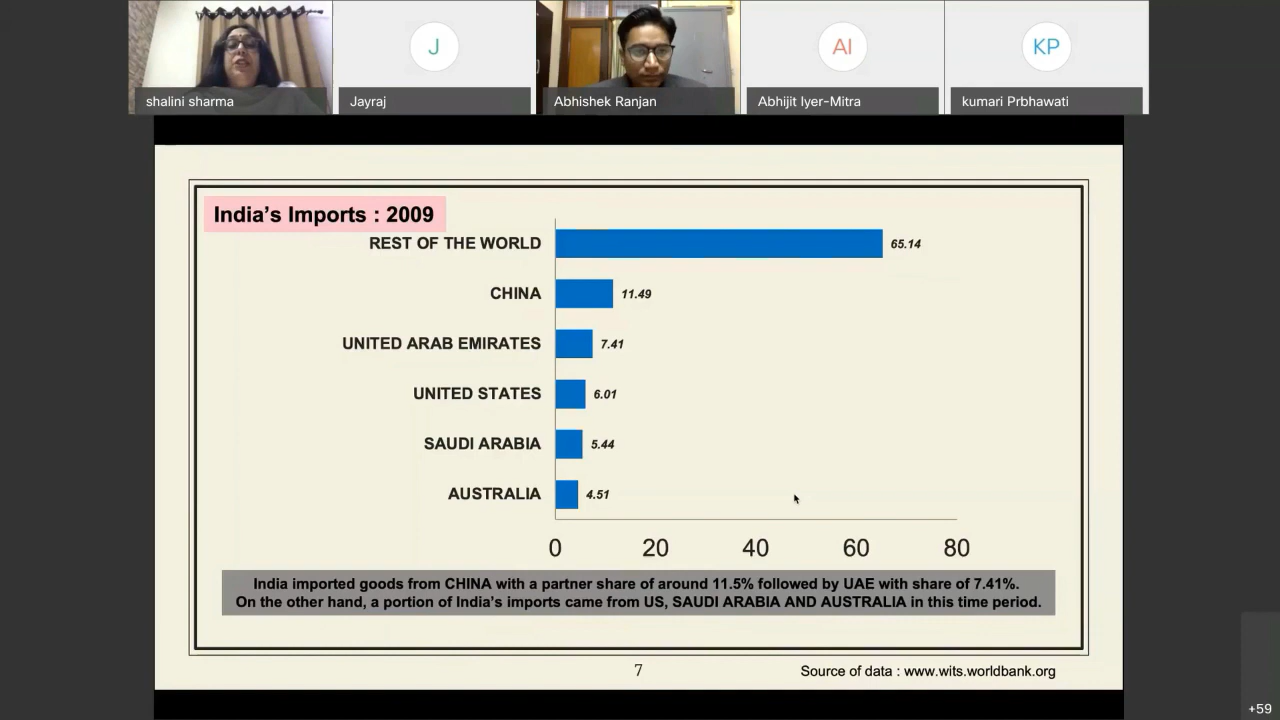 J
AI
KP
shalini sharma
Jayraj
Abhishek Ranjan
Abhijit Iyer-Mitra
kumari Prbhawati
India's Imports : 2009
REST OF THE WORLD 65.14
CHINA 11.49
UNITED ARAB EMIRATES 7.41
UNITED STATES 6.01
SAUDI ARABIA 5.44
AUSTRALIA 4.51
0 20 40 60 80
India imported goods from CHINA with a partner share of around 11.5% followed by UAE with share of 7.41%.
On the other hand, a portion of India's imports came from US, SAUDI ARABIA AND AUSTRALIA in this time period.
7
Source of data : www.wits.worldbank.org
+59